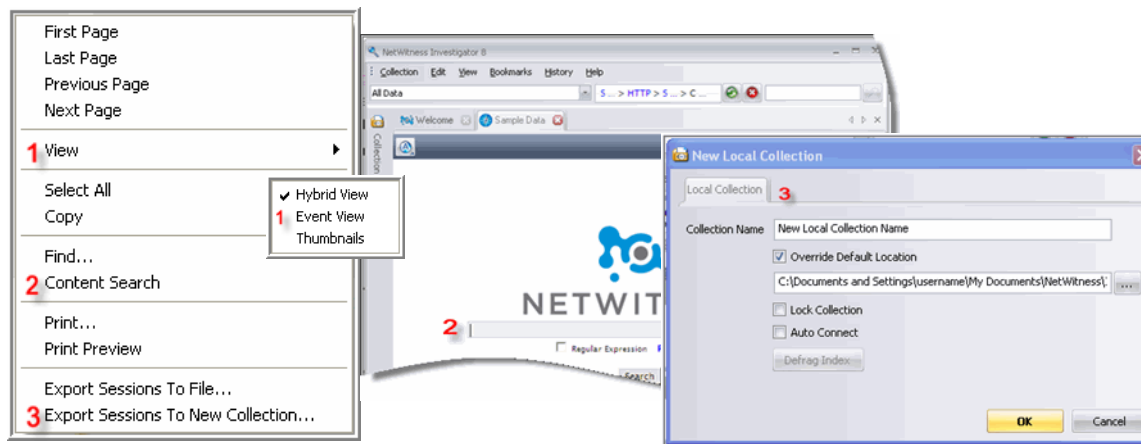 First Page
Last Page
Previous Page
Next Page
1 View
Select All
Copy
Find...
2 Content Search
Print...
Print Preview
Export Sessions To File...
3 Export Sessions To New Collection...
Hybrid View
1 Event View
Thumbnails
NetWitness Investigator 8
Collection Edit View Bookmarks History Help
All Data
S ... > HTTP > S ... > C ...
Welcome
Sample Data
Collection
NETWIT
2
Regular Expression
Search
New Local Collection
Local Collection
3
Collection Name
New Local Collection Name
Override Default Location
C:\Documents and Settings\username\My Documents\NetWitness\
...
Lock Collection
Auto Connect
Defrag Index
OK
Cancel